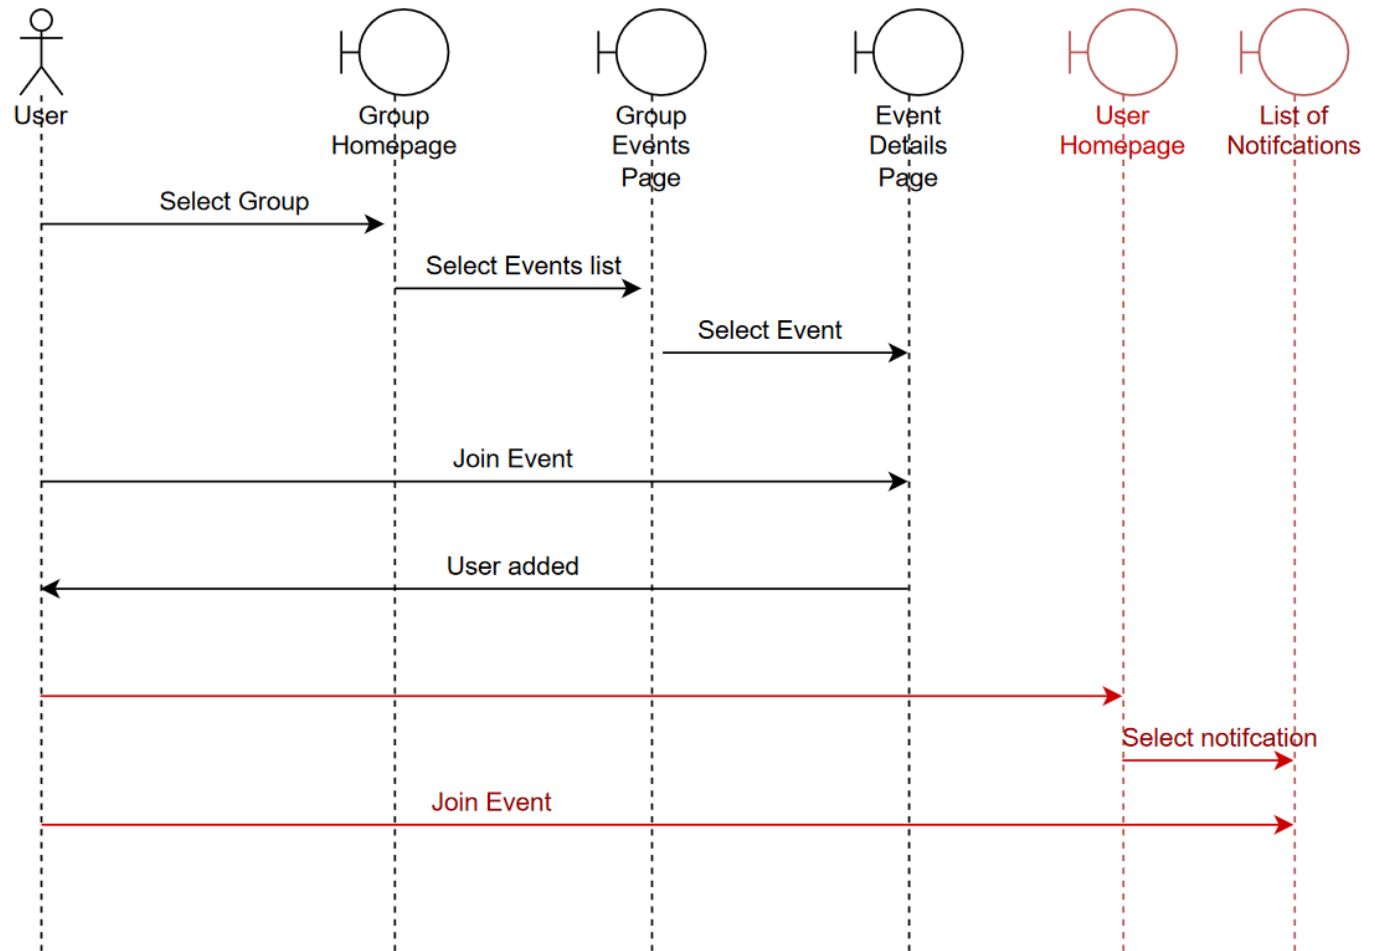 User
Group
Homepage
Group
Events
Page
Event
Details
Page
User
Homepage
List of
Notifcations
Select Group
Select Events list
Select Event
Join Event
User added
Select notifcation
Join Event